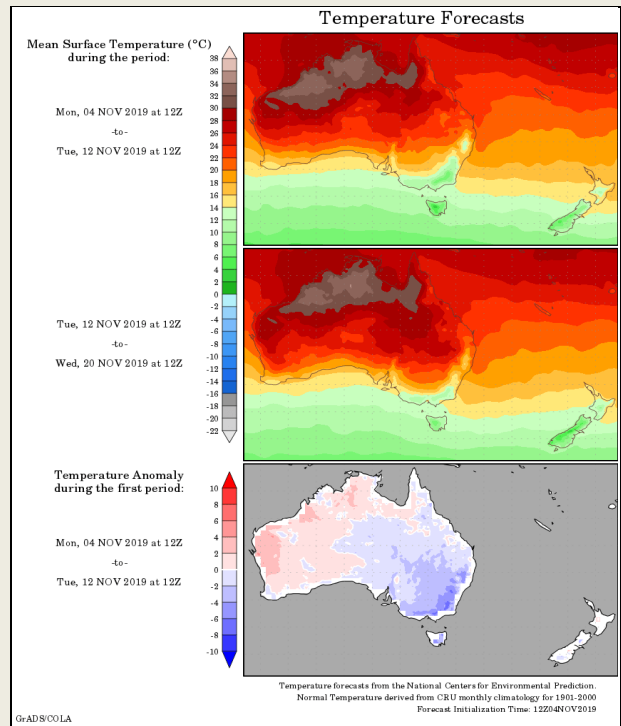 Temperature Forecasts
Mean Surface Temperature (°C)
during the period:
Mon, 04 NOV 2019 at 12Z
-to-
Tue, 12 NOV 2019 at 12Z
38
36
34
32
30
28
26
24
22
20
18
16
14
12
10
8
6
4
2
0
-2
-4
-6
-8
-10
-12
-14
-16
-17
-18
-20
-22
Tue, 12 NOV 2019 at 12Z
-to-
Wed, 20 NOV 2019 at 12Z
Temperature Anomaly
during the first period:
Mon, 04 NOV 2019 at 12Z
-to-
Tue, 12 NOV 2019 at 12Z
10
8
6
4
2
0
-2
-4
-6
-8
-10
Temperature forecasts from the National Centers for Environmental Prediction.
Normal Temperature derived from CRU monthly climatology for 1901-2000
Forecast Initialization Time: 12Z04NOV2019
GrADS/COLA